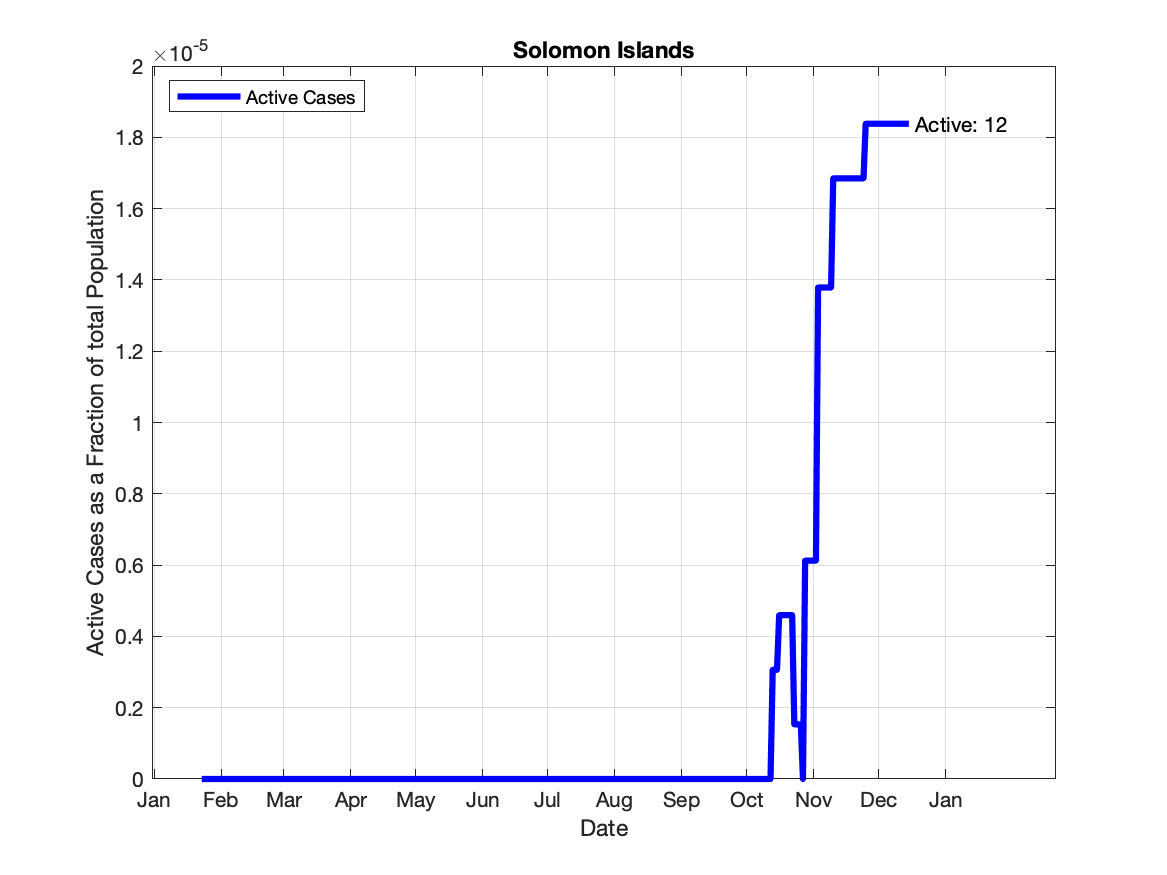 Solomon Islands
×10-5
2
1.8
1.6
1.4
1.2
1
0.8
0.6
0.4
0.2
0
Active Cases as a Fraction of total Population
Active Cases
Active: 12
Jan Feb Mar Apr May Jun Jul Aug Sep Oct Nov Dec Jan
Date